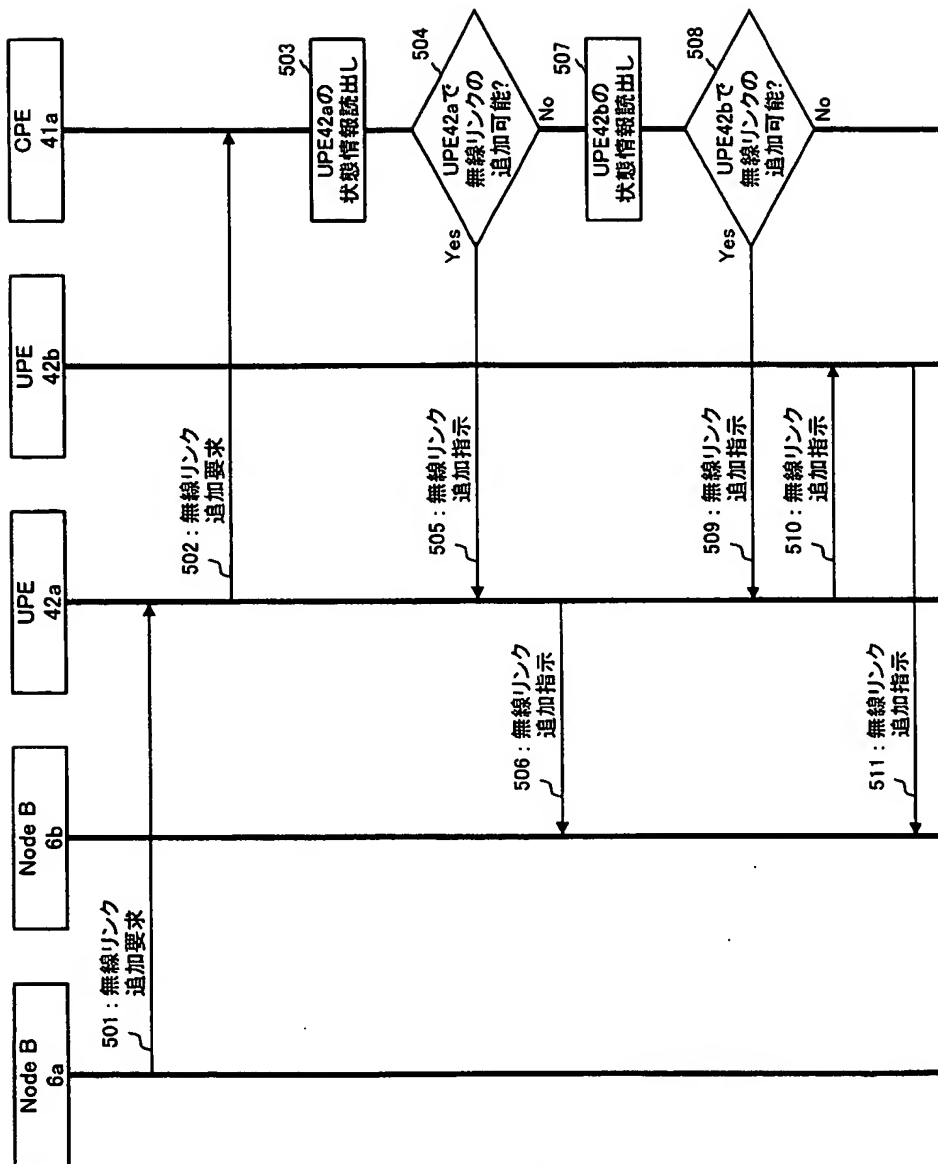 Node B
6a
Node B
6b
UPE
42a
UPE
42b
CPE
41a
501：無線リンク
追加要求
502：無線リンク
追加要求
503
UPE42aの
状態情報読出し
504
UPE42aで
無線リンクの
追加可能?
Yes
No
505：無線リンク
追加指示
506：無線リンク
追加指示
507
UPE42bの
状態情報読出し
508
UPE42bで
無線リンクの
追加可能?
Yes
No
509：無線リンク
追加指示
510：無線リンク
追加指示
511：無線リンク
追加指示